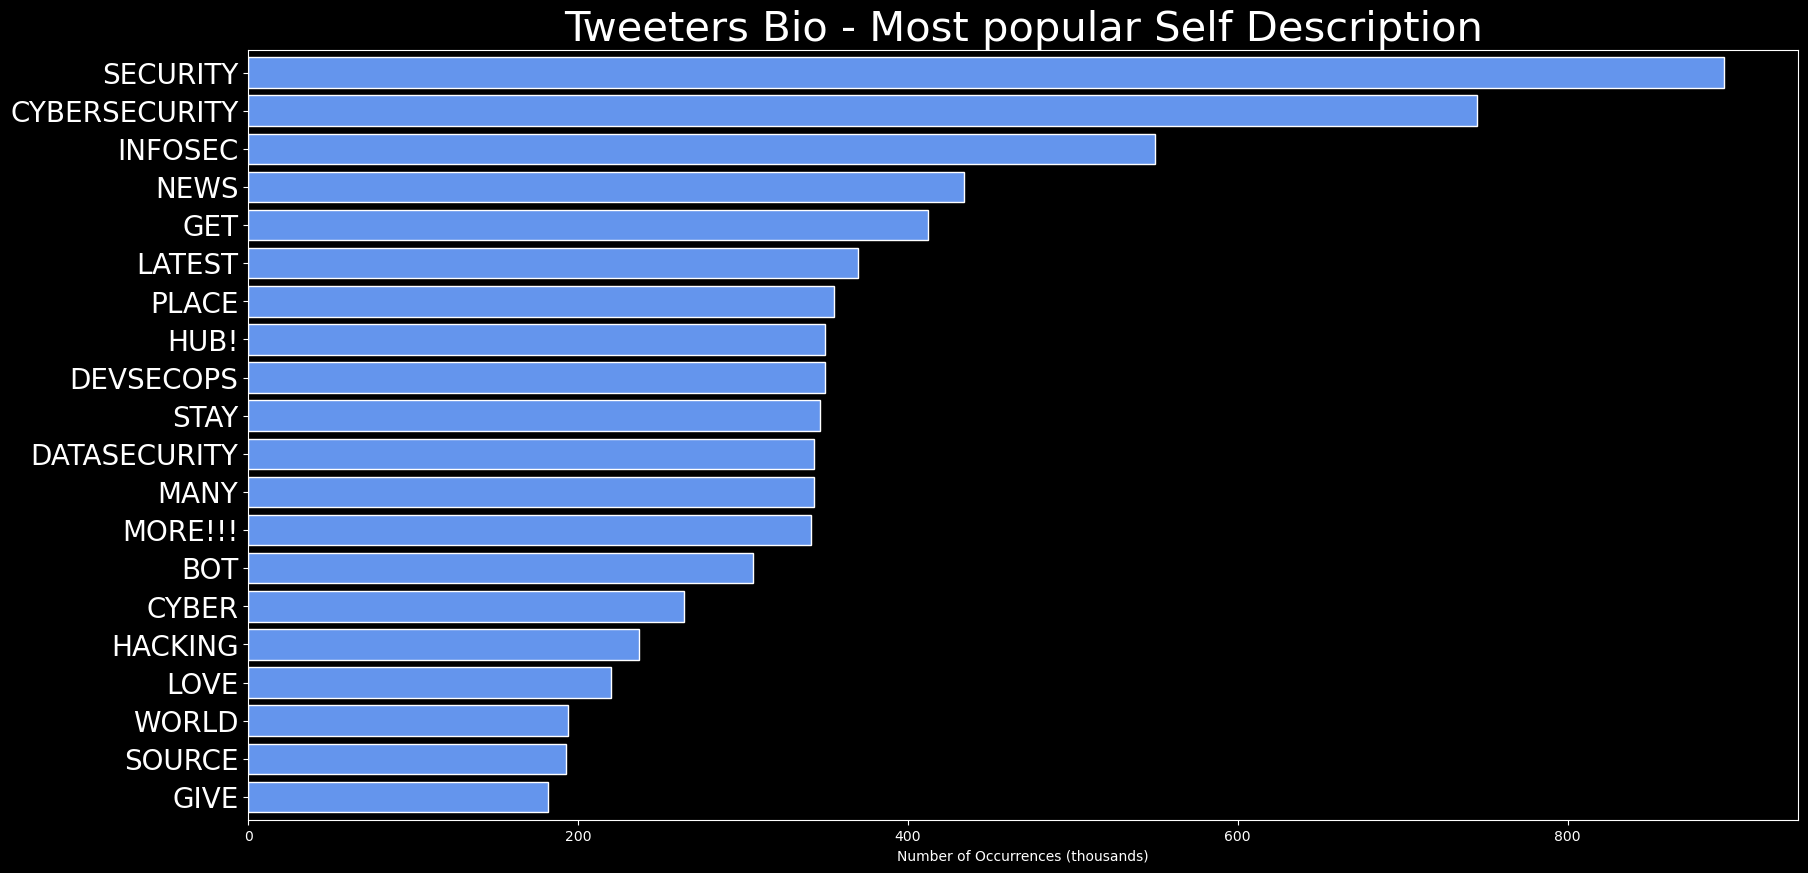 Tweeters Bio - Most popular Self Description
SECURITY
CYBERSECURITY
INFOSEC
NEWS
GET
LATEST
PLACE
HUB!
DEVSECOPS
STAY
DATASECURITY
MANY
MORE!!!
BOT
CYBER
HACKING
LOVE
WORLD
SOURCE
GIVE
0 200 400 600 800
Number of Occurrences (thousands)